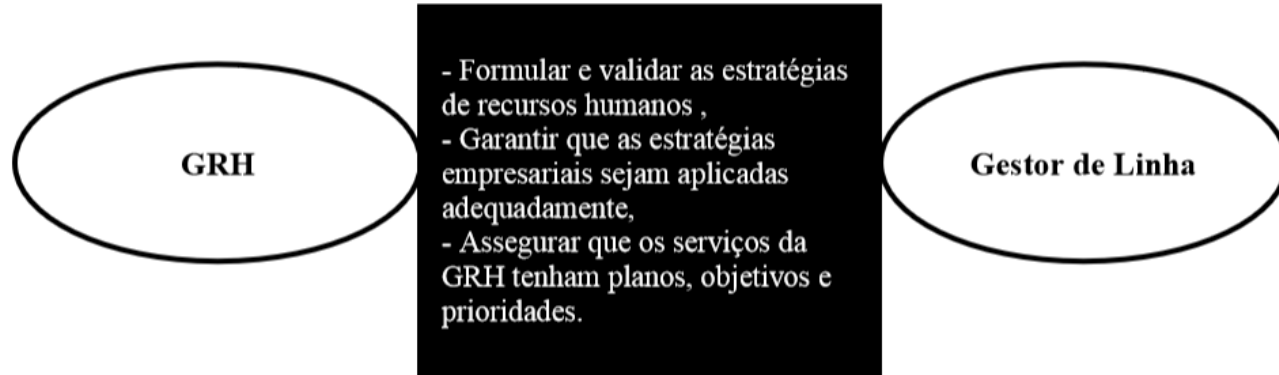 GRH
- Formular e validar as estratégias
de recursos humanos ,
- Garantir que as estratégias
empresariais sejam aplicadas
adequadamente,
- Assegurar que os serviços da
GRH tenham planos, objetivos e
prioridades.
Gestor de Linha